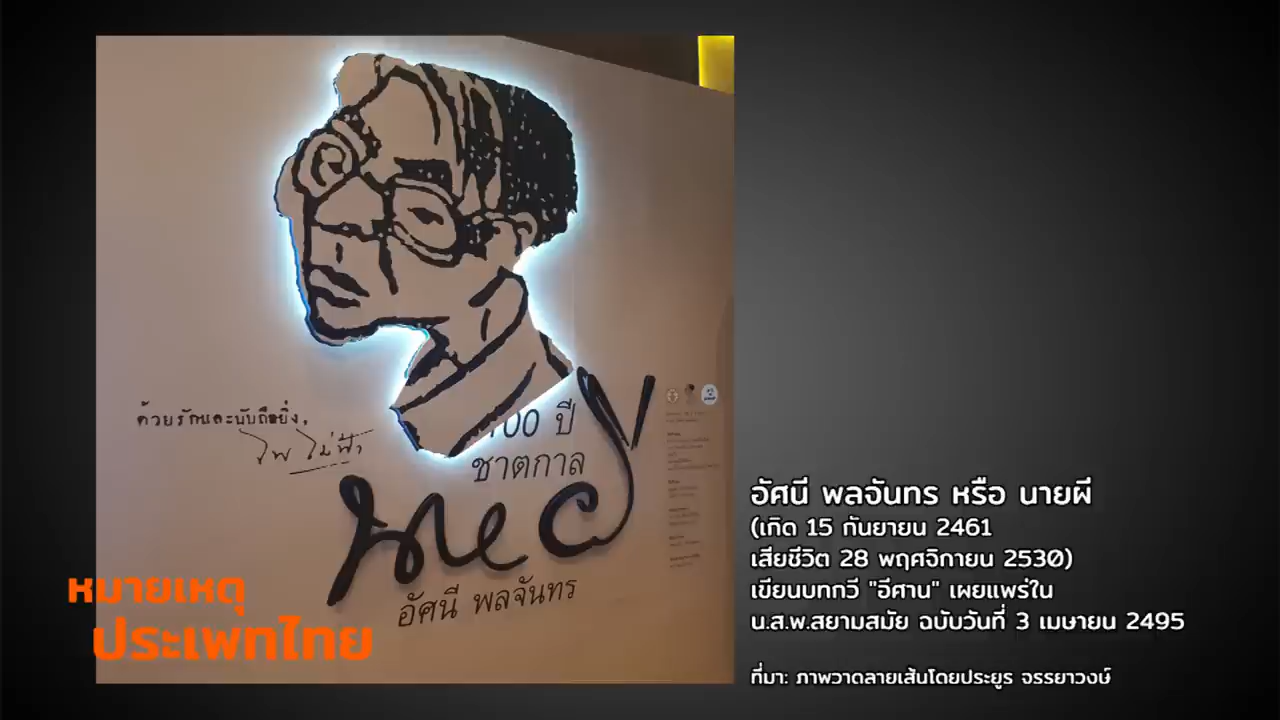 ด้วยรักและนับถือยิ่ง,
ไพ ไม่ฟ้า
100 ปี
ชาตกาล
นายผี
อัศนี พลจันทร
หมายเหตุ
ประเพทไทย
อัศนี พลจันทร หรือ นายผี
(เกิด 15 กันยายน 2461
เสียชีวิต 28 พฤศจิกายน 2530)
เขียนบทกวี "อีศาน" เผยแพร่ใน
น.ส.พ.สยามสมัย ฉบับวันที่ 3 เมษายน 2495
ที่มา: ภาพวาดลายเส้นโดยประยูร จรรยาวงษ์